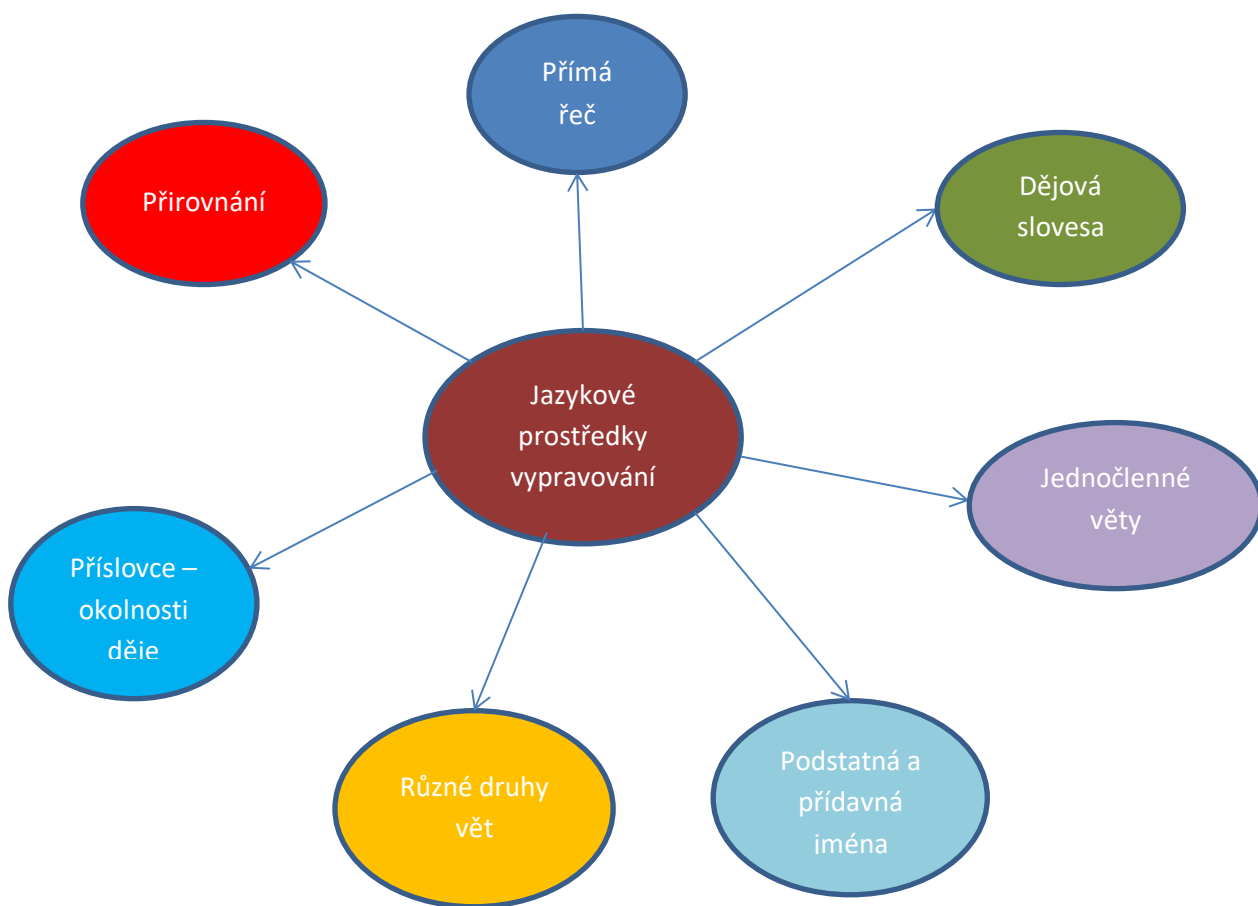 Přímá
řeč
Přirovnání
Dějová
slovesa
Jazykové
prostředky
vypravování
Jednočlenné
věty
Příslovce –
okolnosti
děje
Různé druhy
vět
Podstatná a
přídavná
jména